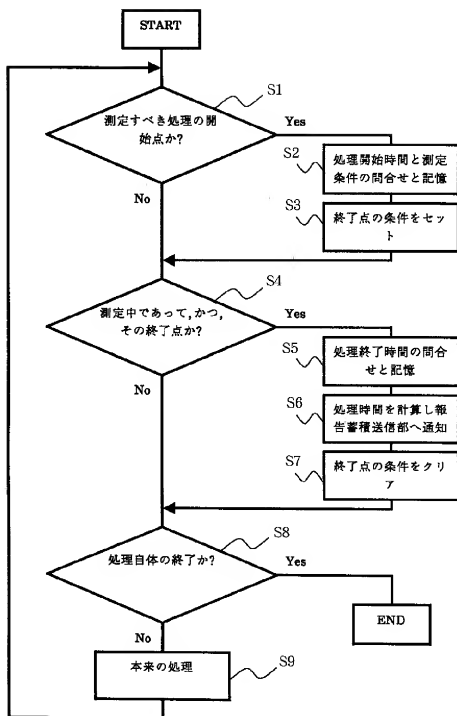 START
S1
測定すべき処理の開
始点か?
Yes
S2
処理開始時間と測定
条件の問合せと記憶
No
S3
終了点の条件をセッ
ト
S4
測定中であって,かつ,
その終了点か?
Yes
S5
処理終了時間の問合
せと記憶
No
S6
処理時間を計算し報
告蓄積送信部へ通知
S7
終了点の条件をクリ
ア
S8
処理自体の終了か?
Yes
END
No
S9
本来の処理